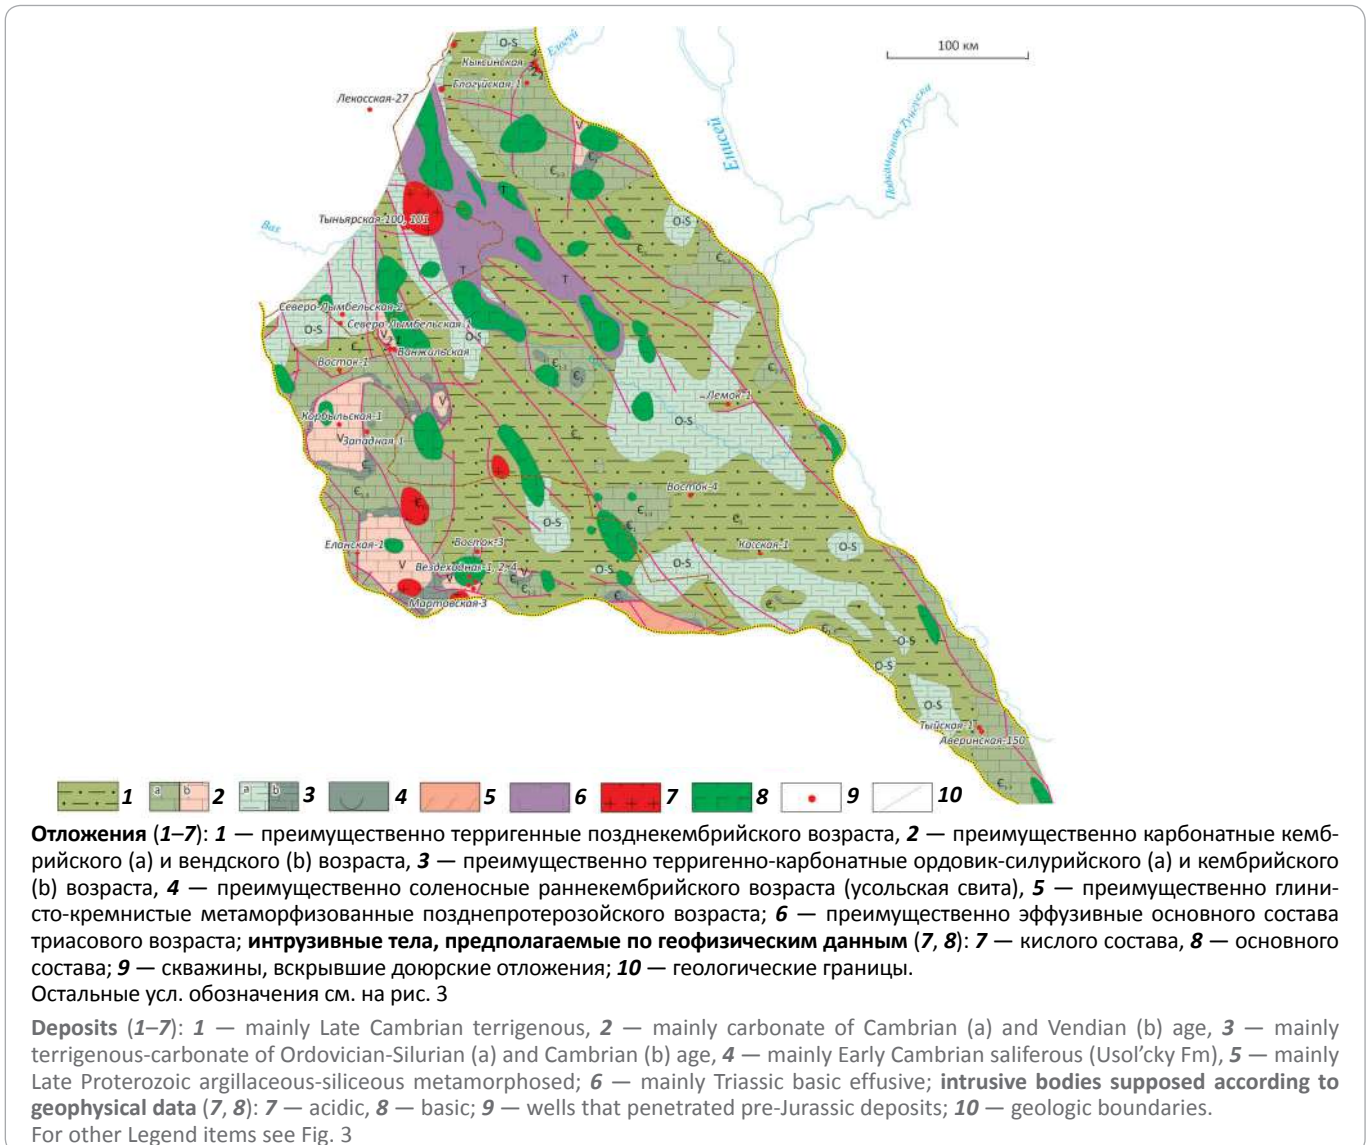 O-S
100 км
Елогуй
Кыксинская
4
Елогуйская-1
Лекосская-27
Енисей
Подкаменная Тунгуска
V
Є
Є₂₋₃
T
Тыньярская-100, 101
O-S
Вах
Є₃
T
T
Северо-Лымбельская-2
Северо-Лымбельская-1
O-S
O-S
V
Ванжильская
Восток-1
Є
Лемок-1
V
Корбыльская-1
O-S
V
Западная-1
Є
Восток-4
O-S
Касская-1
Еланская-1
Восток-3
O-S
O-S
O-S
V
Вездеходная-1, 2, 4
V
V
Мартовская-3
Є
O-S
O-S
O-S
Тыйская-1
Аверинская-150
a b a b
1 2 3 4 5 6 7 8 9 10
Отложения (1–7): 1 — преимущественно терригенные позднекембрийского возраста, 2 — преимущественно карбонатные кемб-
рийского (a) и вендского (b) возраста, 3 — преимущественно терригенно-карбонатные ордовик-силурийского (a) и кембрийского
(b) возраста, 4 — преимущественно соленосные раннекембрийского возраста (усольская свита), 5 — преимущественно глини-
сто-кремнистые метаморфизованные позднепротерозойского возраста; 6 — преимущественно эффузивные основного состава
триасового возраста; интрузивные тела, предполагаемые по геофизическим данным (7, 8): 7 — кислого состава, 8 — основного
состава; 9 — скважины, вскрывшие доюрские отложения; 10 — геологические границы.
Остальные усл. обозначения см. на рис. 3
Deposits (1–7): 1 — mainly Late Cambrian terrigenous, 2 — mainly carbonate of Cambrian (a) and Vendian (b) age, 3 — mainly
terrigenous-carbonate of Ordovician-Silurian (a) and Cambrian (b) age, 4 — mainly Early Cambrian saliferous (Usol’cky Fm), 5 — mainly
Late Proterozoic argillaceous-siliceous metamorphosed; 6 — mainly Triassic basic effusive; intrusive bodies supposed according to
geophysical data (7, 8): 7 — acidic, 8 — basic; 9 — wells that penetrated pre-Jurassic deposits; 10 — geologic boundaries.
For other Legend items see Fig. 3